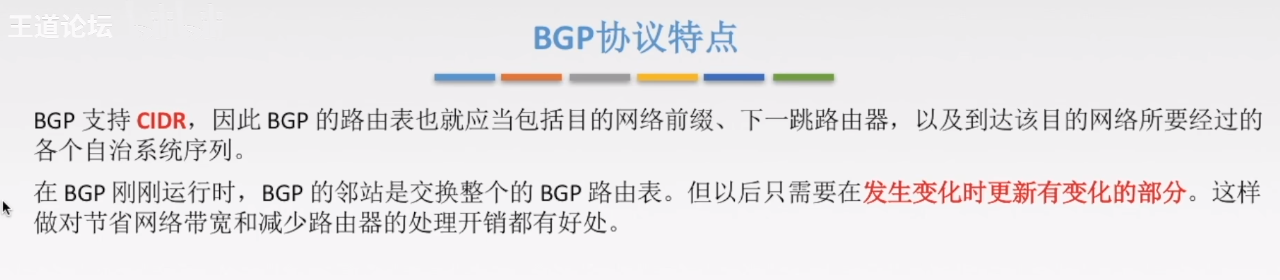 王道论坛
BGP协议特点
BGP 支持 CIDR，因此 BGP 的路由表也就应当包括目的网络前缀、下一跳路由器，以及到达该目的网络所要经过的
各个自治系统序列。
在 BGP 刚刚运行时，BGP 的邻站是交换整个的 BGP 路由表。但以后只需要在发生变化时更新有变化的部分。这样
做对节省网络带宽和减少路由器的处理开销都有好处。